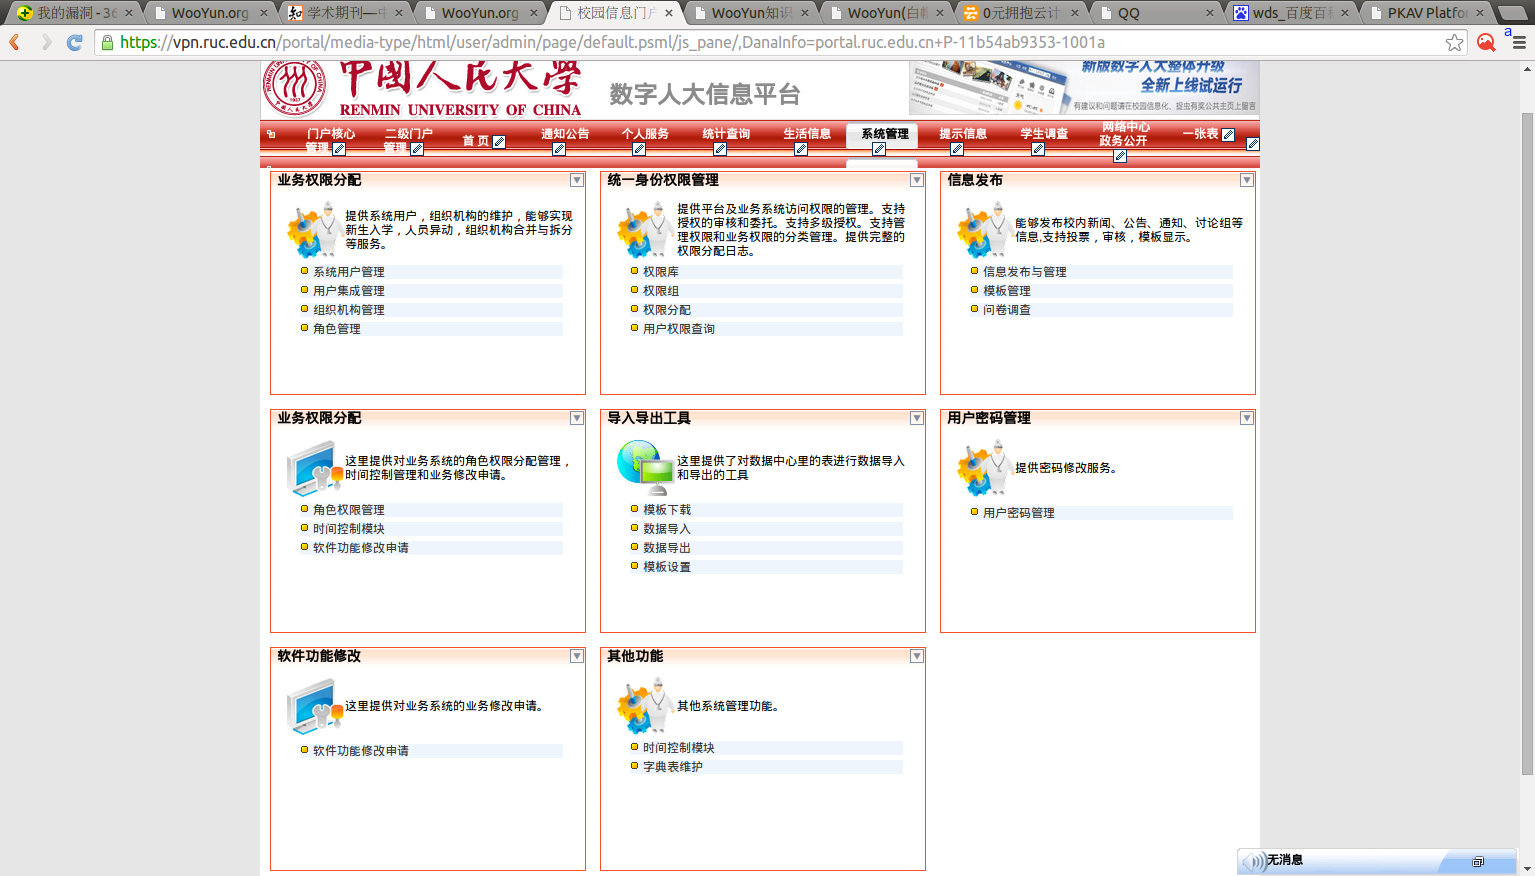 我的漏洞 - 36
WooYun.org
学术期刊—中
WooYun.org
校园信息门户
WooYun知识
WooYun(白帽
0元拥抱云计
QQ
wds_百度百科
PKAV Platfo
https://vpn.ruc.edu.cn/portal/media-type/html/user/admin/page/default.psml/js_pane/,DanaInfo=portal.ruc.edu.cn+P-11b54ab9353-1001a
a
中国人民大学
RENMIN UNIVERSITY OF CHINA
数字人大信息平台
新版数字人大整体升级
全新上线试运行
有建议和问题请在校园信息化、捉虫有奖公共主页上留言
门户核心
管理
二级门户
管理
首 页
通知公告
个人服务
统计查询
生活信息
系统管理
提示信息
学生调查
网络中心
政务公开
一张表
业务权限分配
提供系统用户，组织机构的维护，能够实现
新生入学，人员异动，组织机构合并与拆分
等服务。
系统用户管理
用户集成管理
组织机构管理
角色管理
统一身份权限管理
提供平台及业务系统访问权限的管理。支持
授权的审核和委托。支持多级授权。支持管
理权限和业务权限的分类管理。提供完整的
权限分配日志。
权限库
权限组
权限分配
用户权限查询
信息发布
能够发布校内新闻、公告、通知、讨论组等
信息,支持投票，审核，模板显示。
信息发布与管理
模板管理
问卷调查
业务权限分配
这里提供对业务系统的角色权限分配管理，
时间控制管理和业务修改申请。
角色权限管理
时间控制模块
软件功能修改申请
导入导出工具
这里提供了对数据中心里的表进行数据导入
和导出的工具
模板下载
数据导入
数据导出
模板设置
用户密码管理
提供密码修改服务。
用户密码管理
软件功能修改
这里提供对业务系统的业务修改申请。
软件功能修改申请
其他功能
其他系统管理功能。
时间控制模块
字典表维护
无消息